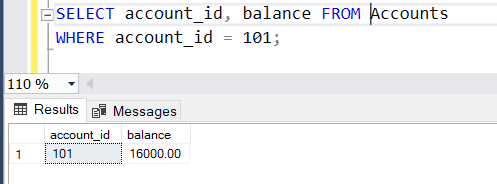 SELECT account_id, balance FROM Accounts
WHERE account_id = 101;
110 %
Results Messages
account_id balance
1 101 16000.00